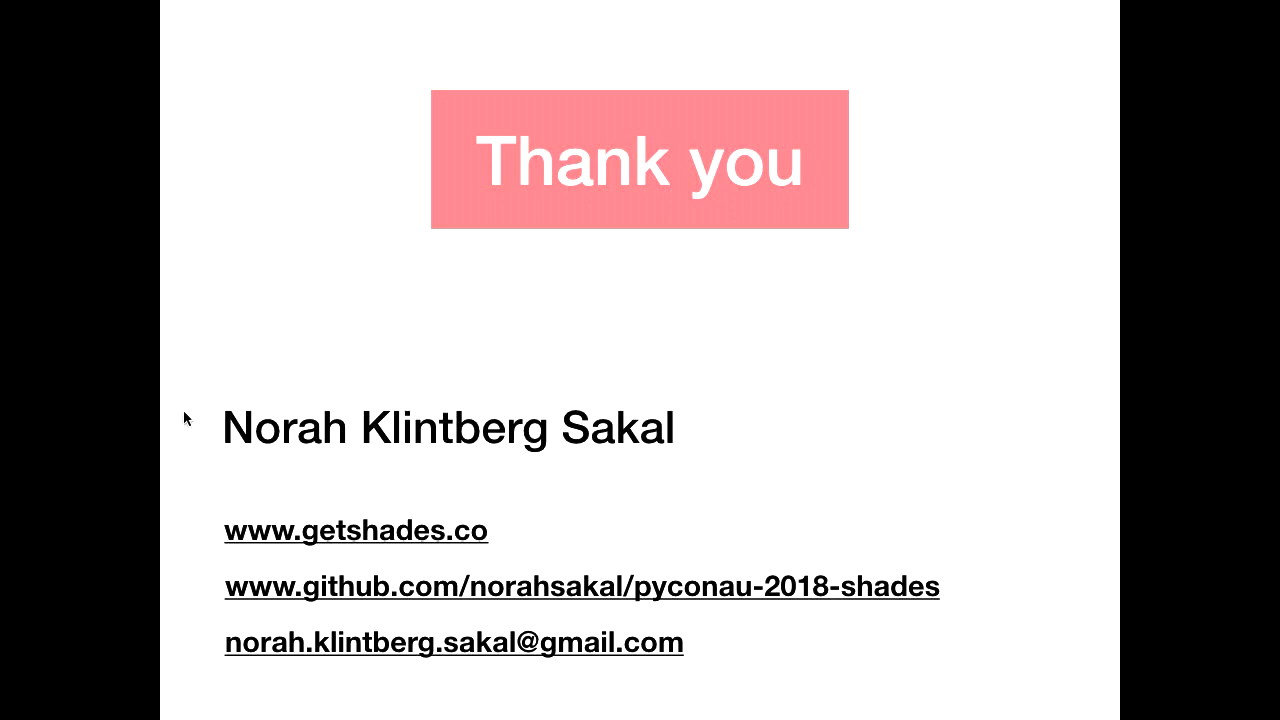 Thank you
Norah Klintberg Sakal
www.getshades.co
www.github.com/norahsakal/pyconau-2018-shades
norah.klintberg.sakal@gmail.com